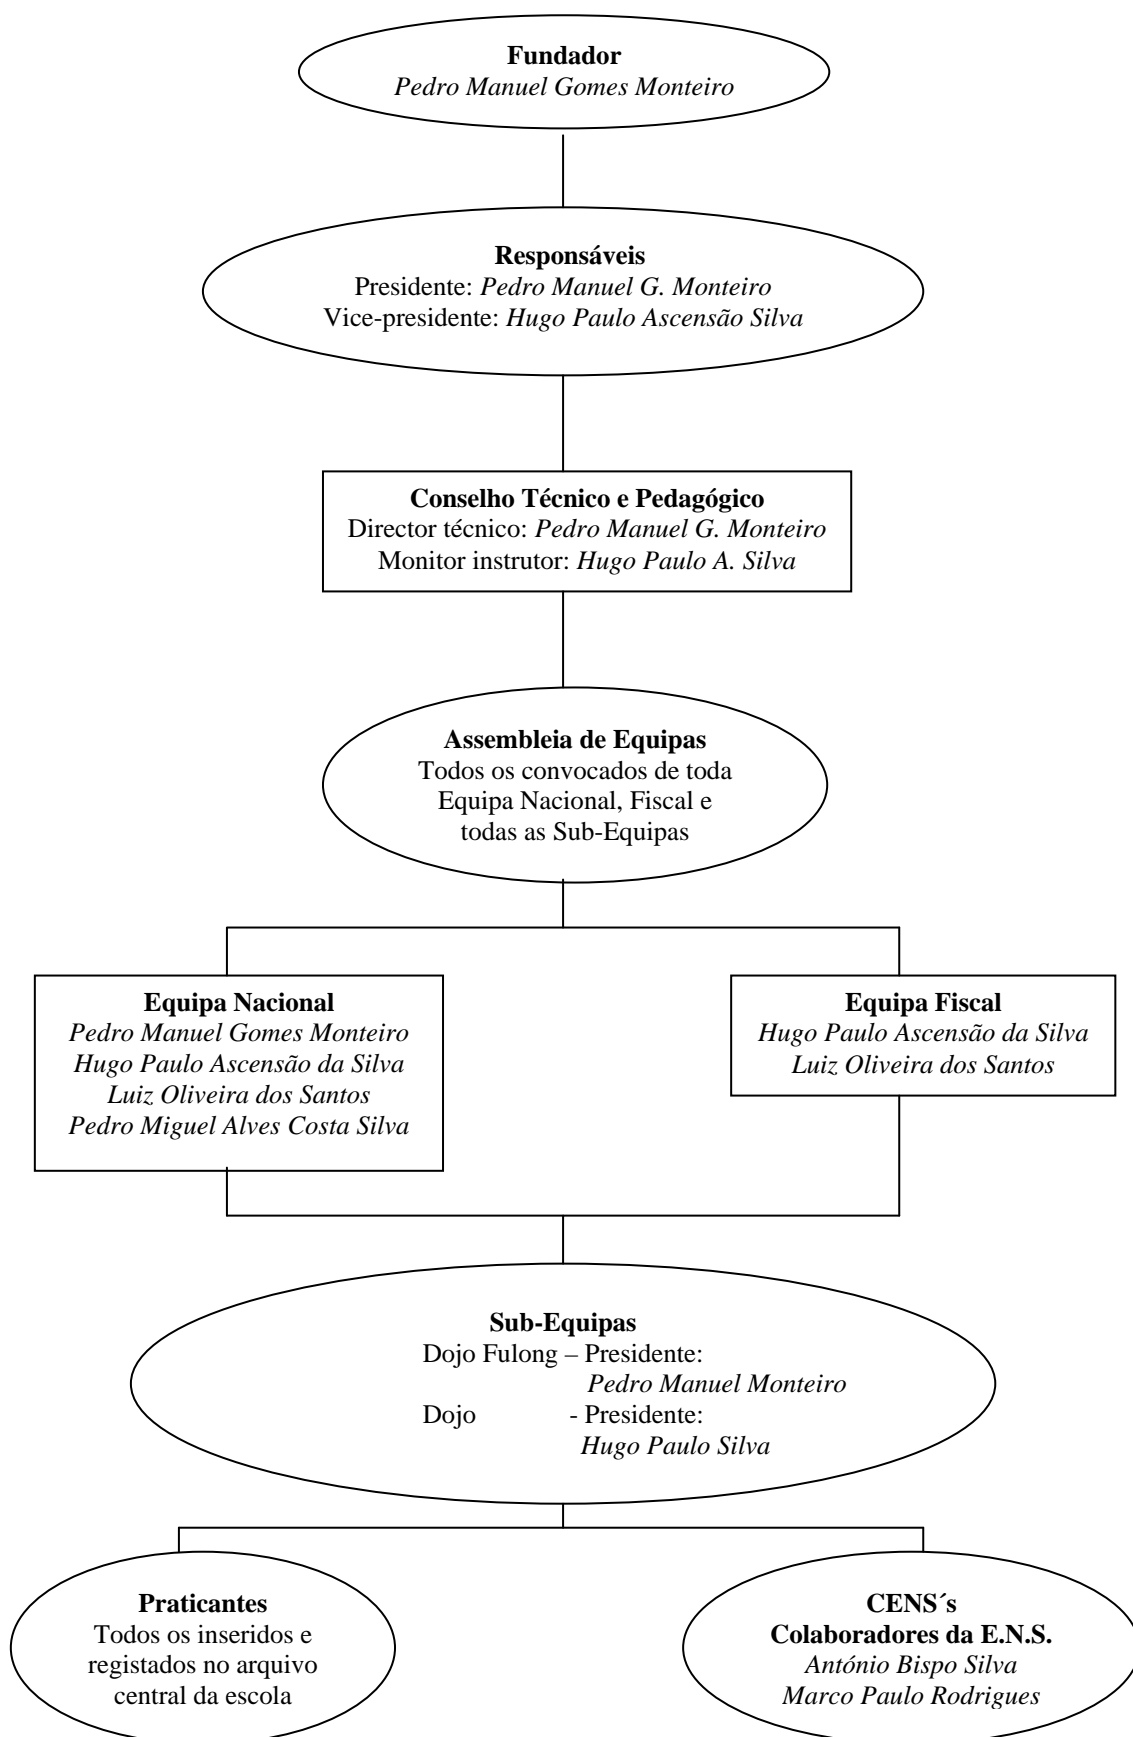 Fundador
Pedro Manuel Gomes Monteiro
Responsáveis
Presidente: Pedro Manuel G. Monteiro
Vice-presidente: Hugo Paulo Ascensão Silva
Conselho Técnico e Pedagógico
Director técnico: Pedro Manuel G. Monteiro
Monitor instrutor: Hugo Paulo A. Silva
Assembleia de Equipas
Todos os convocados de toda
Equipa Nacional, Fiscal e
todas as Sub-Equipas
Equipa Nacional
Pedro Manuel Gomes Monteiro
Hugo Paulo Ascensão da Silva
Luiz Oliveira dos Santos
Pedro Miguel Alves Costa Silva
Equipa Fiscal
Hugo Paulo Ascensão da Silva
Luiz Oliveira dos Santos
Sub-Equipas
Dojo Fulong – Presidente:
Pedro Manuel Monteiro
Dojo - Presidente:
Hugo Paulo Silva
Praticantes
Todos os inseridos e
registados no arquivo
central da escola
CENS´s
Colaboradores da E.N.S.
António Bispo Silva
Marco Paulo Rodrigues